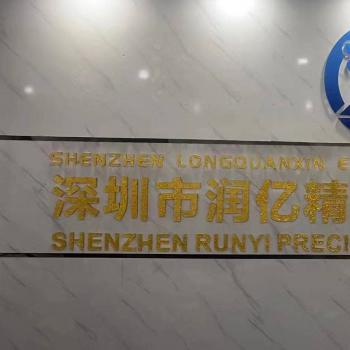 SHENZHEN LONGQUANXIN E
深圳市润亿精
SHENZHEN RUNYI PRECI